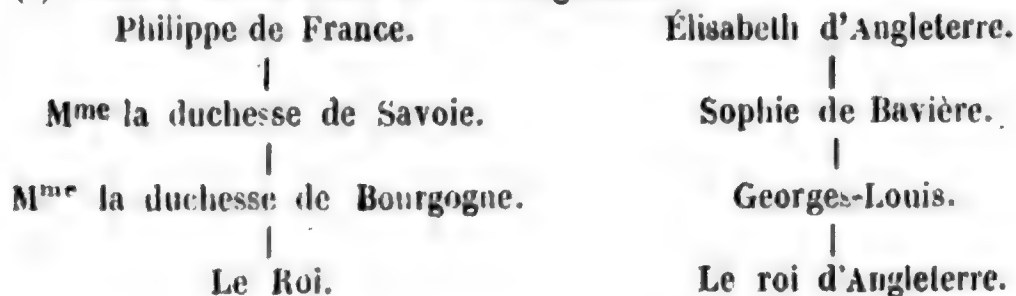 Philippe de France.
Élisabeth d'Angleterre.
Mme la duchesse de Savoie.
Sophie de Bavière.
Mme la duchesse de Bourgogne.
Georges-Louis.
Le Roi.
Le roi d'Angleterre.